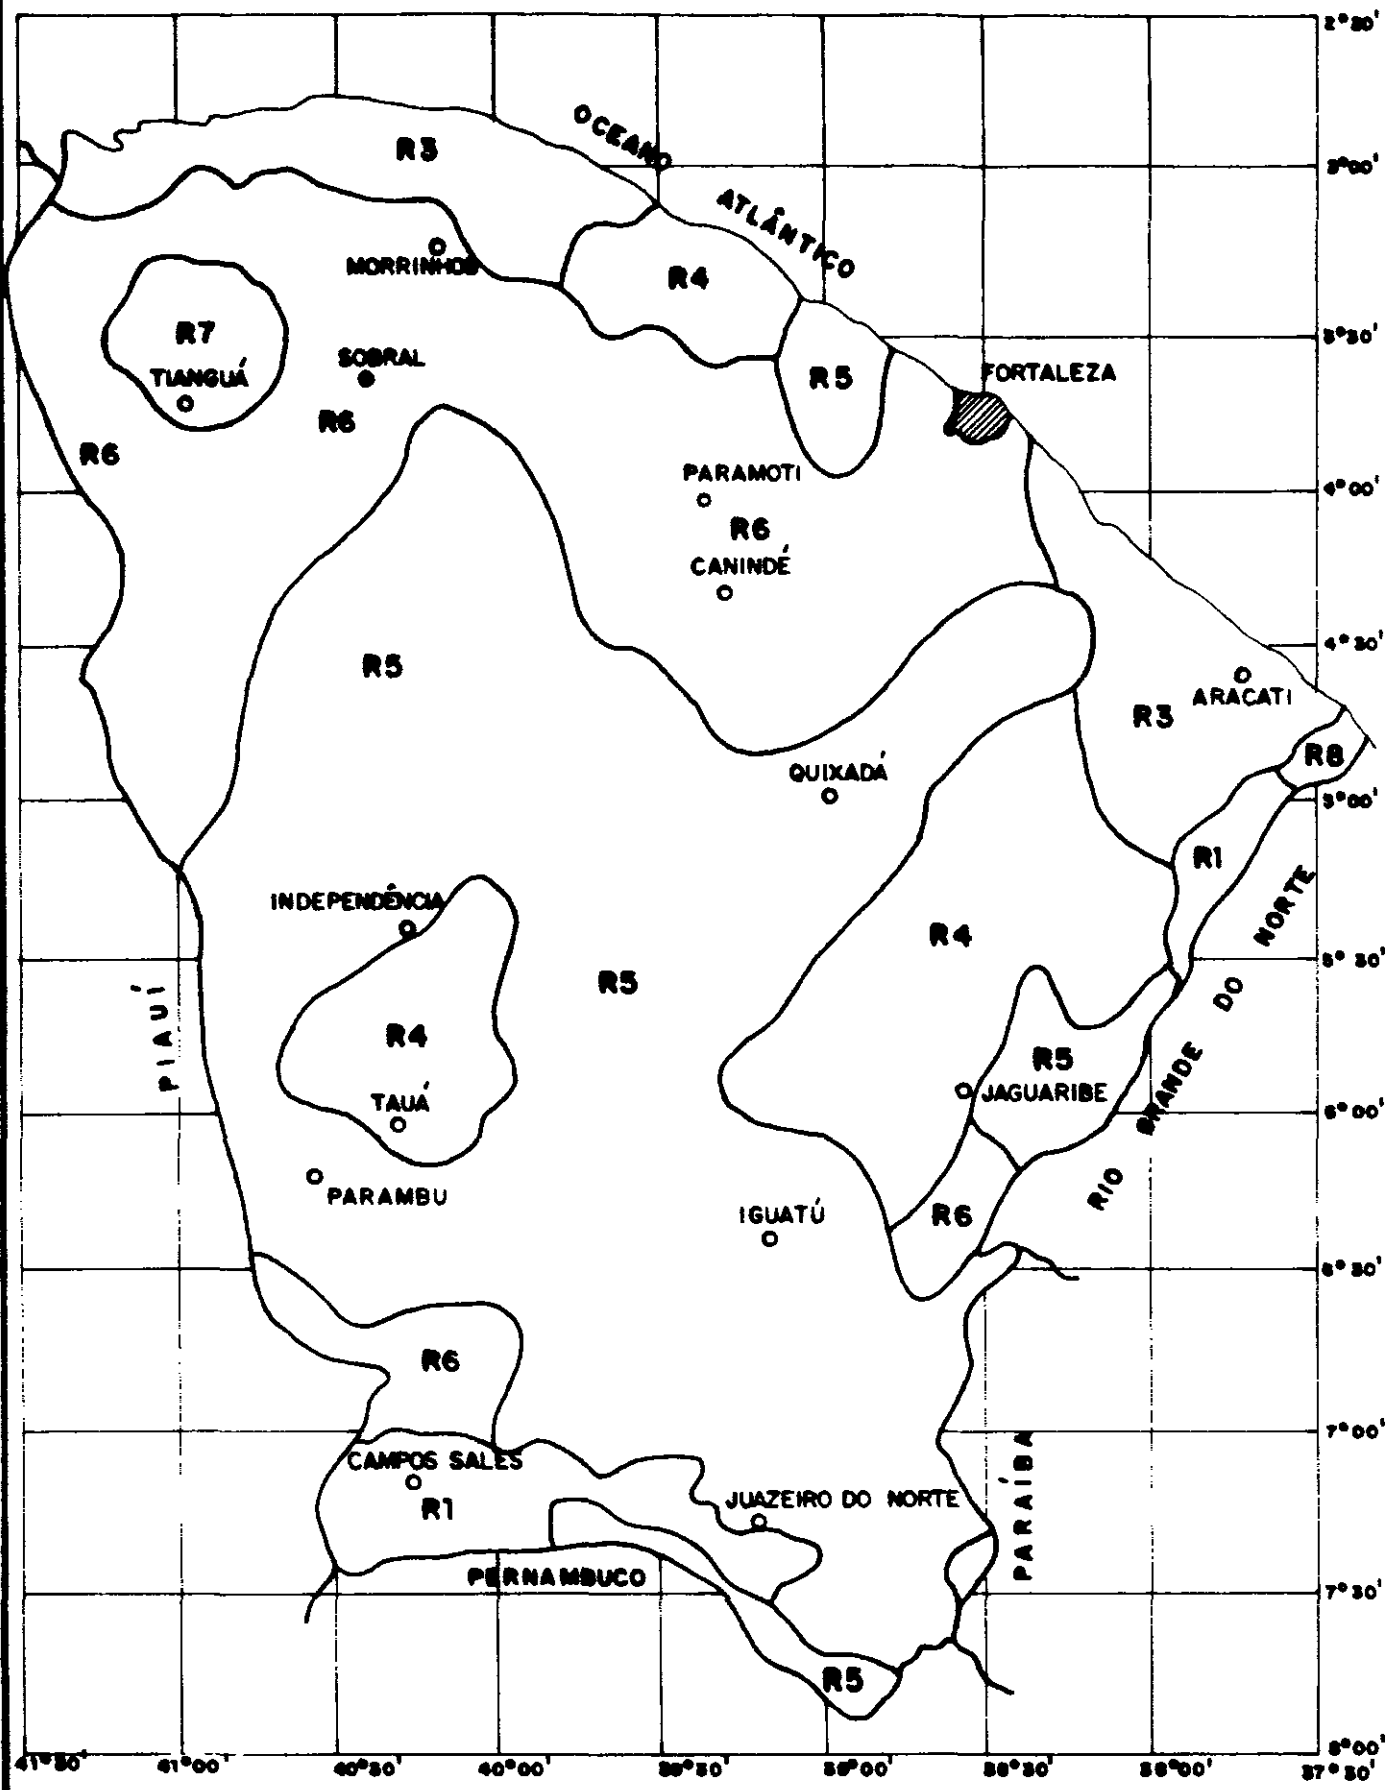 2°30'
OCEANO
R3
3°00'
ATLÂNTICO
MORRINHOS
R4
R7
3°30'
SOBRAL
TIANGUÁ
R5
FORTALEZA
R6
R6
PARAMOTI
4°00'
R6
CANINDÉ
4°30'
R5
ARACATI
R3
R8
QUIXADÁ
5°00'
R1
INDEPENDÊNCIA
R4
5°30'
R5
PIAUÍ
R4
R5
JAGUARIBE
TAUÁ
6°00'
RIO GRANDE DO NORTE
PARAMBU
IGUATÚ
R6
6°30'
R6
7°00'
CAMPOS SALES
PARAÍBA
JUAZEIRO DO NORTE
R1
PERNAMBUCO
7°30'
R5
8°00'
41°30' 41°00' 40°30' 40°00' 39°30' 39°00' 38°30' 38°00' 37°30'